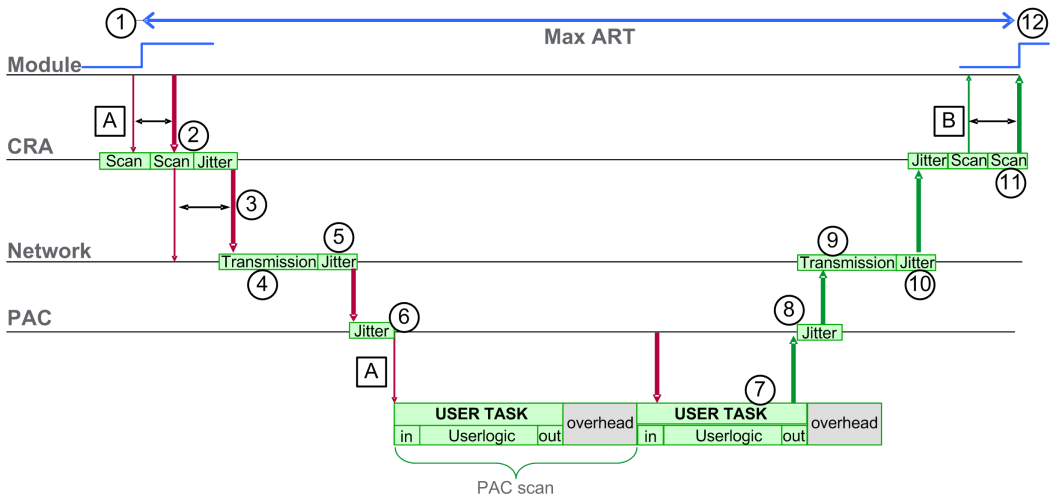 1 12
Max ART
Module
A B
2
CRA
Scan Scan Jitter Jitter Scan Scan
11
3
5 9
Network
Transmission Jitter Transmission Jitter
4 10
PAC
6 8
Jitter Jitter
A
7
USER TASK overhead USER TASK overhead
in Userlogic out in Userlogic out
PAC scan